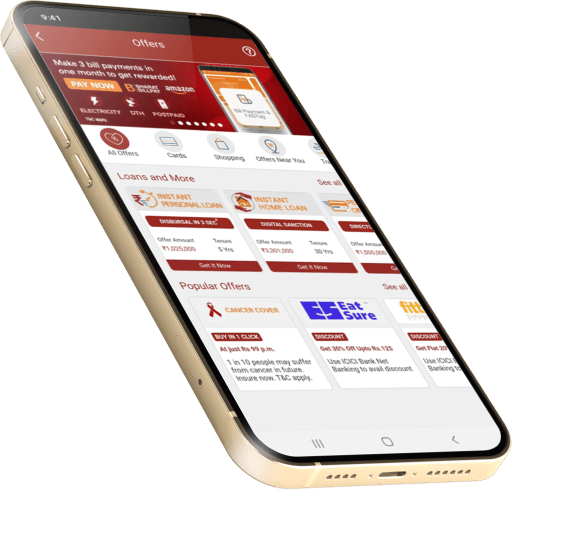 9:41
Offers
Make 3 bill payments in
one month to get rewarded!
PAY NOW BHARAT BILLPAY amazon
ELECTRICITY DTH POSTPAID
T&C apply
Bill Payment &
FASTag
All Offers Cards Shopping Offers Near You
Loans and More See all
INSTANT
PERSONAL LOAN
INSTANT
HOME LOAN
DISBURSAL IN 3 SEC* DIGITAL SANCTION
Offer Amount Tenure Offer Amount Tenure
₹1,025,000 5 Yrs ₹3,301,000 30 Yrs ₹1,000,000
Get it Now Get it Now
Popular Offers See all
CANCER COVER
ES Eat
Sure
BUY IN 1 CLICK DISCOUNT DISCOUNT
At just Rs 99 p.m. Get 30% Off Upto Rs.125 Get Flat 20
1 in 10 people may suffer
from cancer in future.
Insure now. T&C apply.
Use ICICI Bank Net
Banking to avail discount
Use ICICI
Banking to